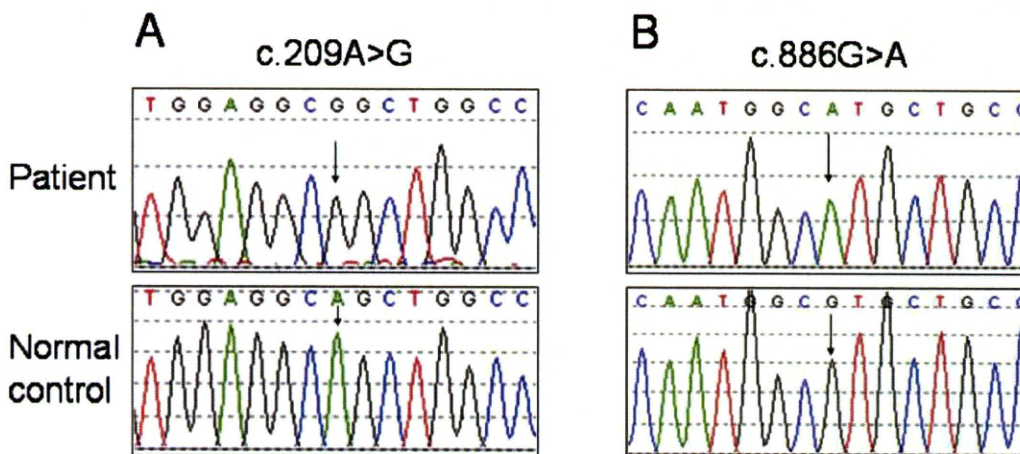 A
c.209A>G
B
c.886G>A
Patient
T G G A G G C G G C T G G C C
C A A T G G C A T G C T G C C
Normal control
T G G A G G C A G C T G G C C
C A A T G G C G T G C T G C C